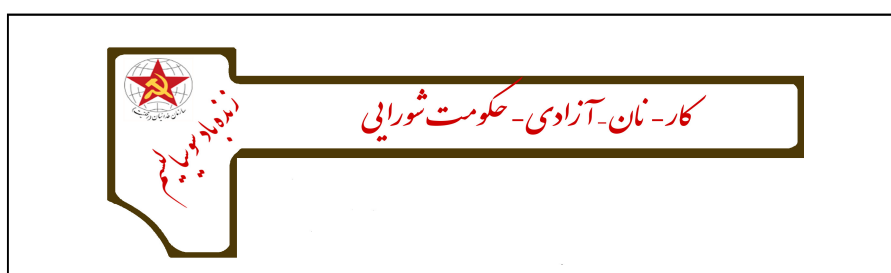 کار - نان - آزادی - حکومت شورایی
زنده باد سوسیالیسم